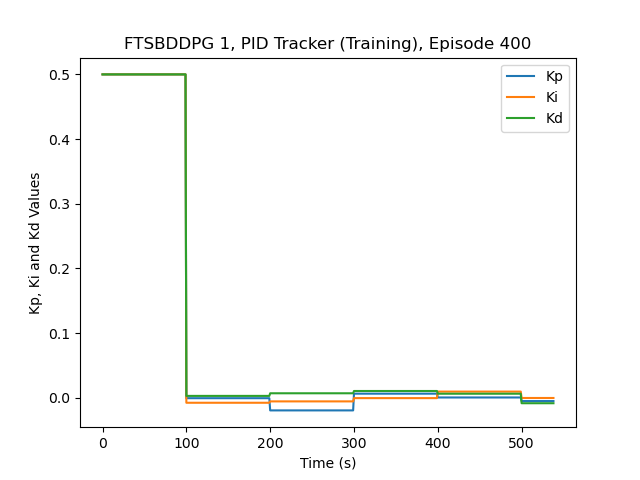 FTSBDDPG 1, PID Tracker (Training), Episode 400
Kp, Ki and Kd Values
0.5
0.4
0.3
0.2
0.1
0.0
Kp
Ki
Kd
0 100 200 300 400 500
Time (s)